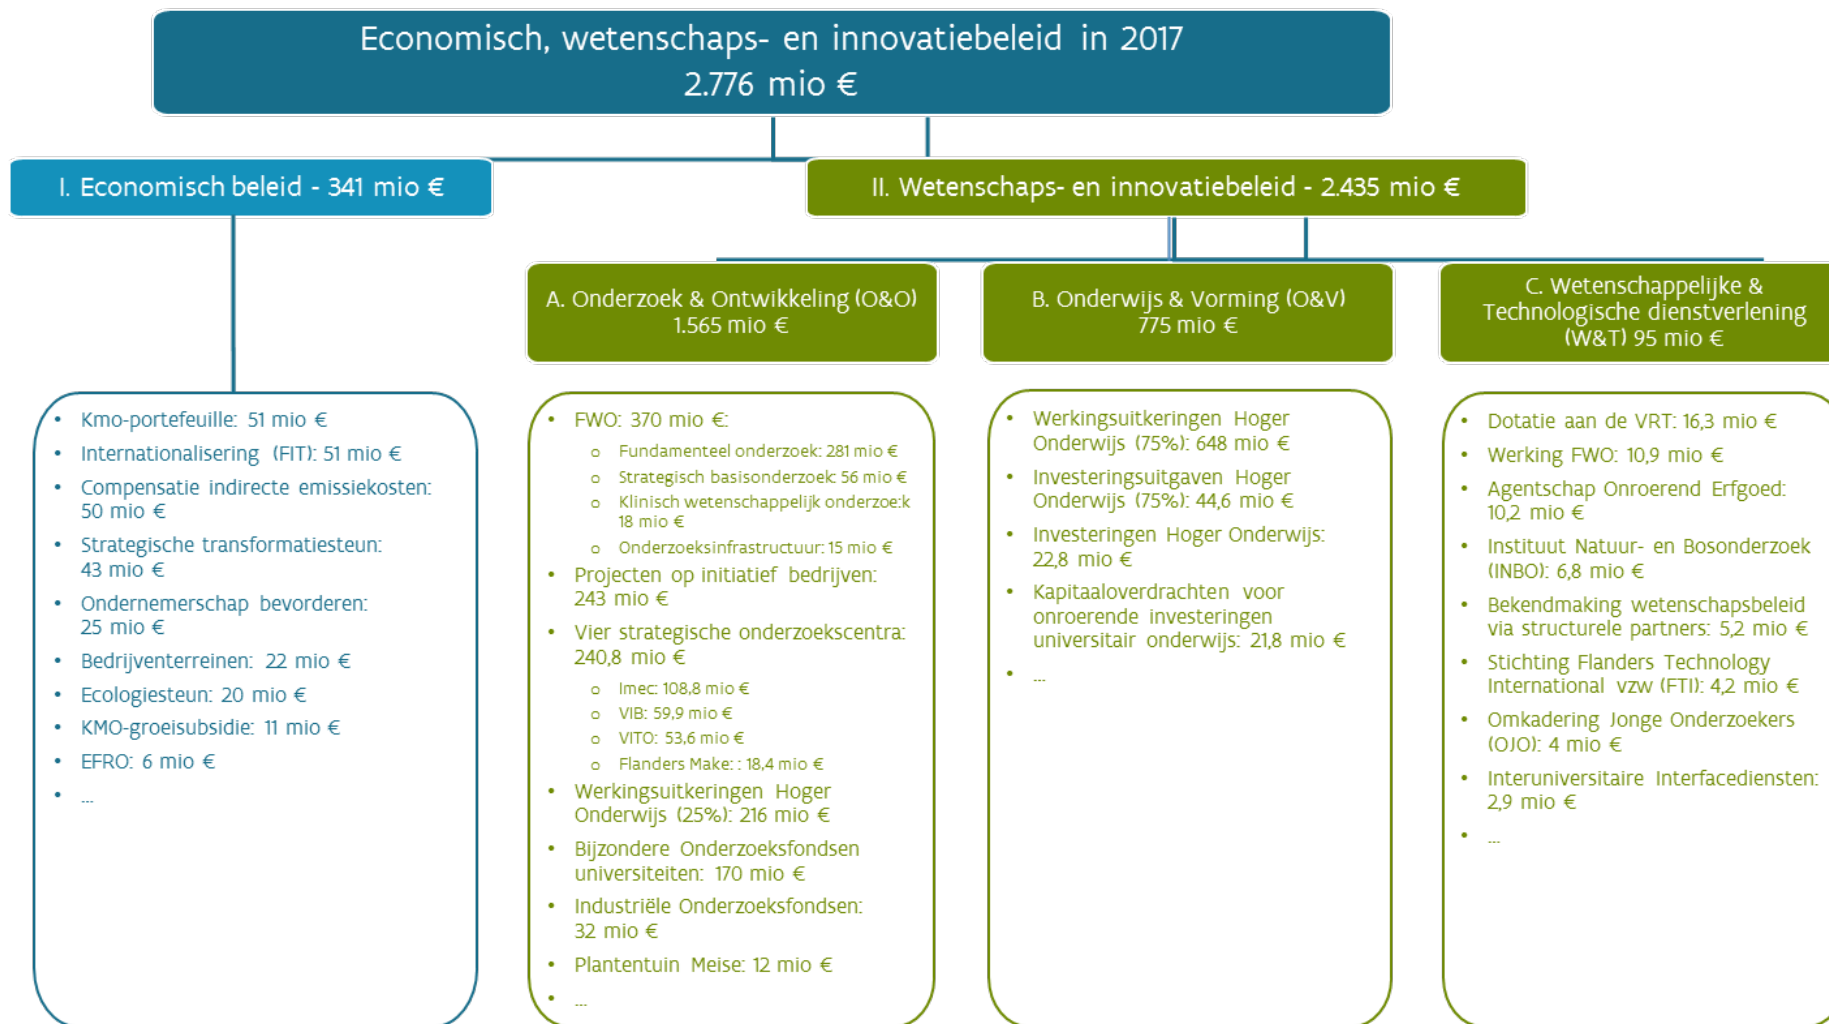 Economisch, wetenschaps- en innovatiebeleid in 2017
2.776 mio €
I. Economisch beleid - 341 mio €
II. Wetenschaps- en innovatiebeleid - 2.435 mio €
A. Onderzoek & Ontwikkeling (O&O)
1.565 mio €
B. Onderwijs & Vorming (O&V)
775 mio €
C. Wetenschappelijke &
Technologische dienstverlening
(W&T) 95 mio €
• Kmo-portefeuille: 51 mio €
• Internationalisering (FIT): 51 mio €
• Compensatie indirecte emissiekosten:
50 mio €
• Strategische transformatiesteun:
43 mio €
• Ondernemerschap bevorderen:
25 mio €
• Bedrijventerreinen: 22 mio €
• Ecologiesteun: 20 mio €
• KMO-groeisubsidie: 11 mio €
• EFRO: 6 mio €
• ...
• FWO: 370 mio €:
o Fundamenteel onderzoek: 281 mio €
o Strategisch basisonderzoek: 56 mio €
o Klinisch wetenschappelijk onderzoe:k
18 mio €
o Onderzoeksinfrastructuur: 15 mio €
• Projecten op initiatief bedrijven:
243 mio €
• Vier strategische onderzoekscentra:
240,8 mio €
o Imec: 108,8 mio €
o VIB: 59,9 mio €
o VITO: 53,6 mio €
o Flanders Make: : 18,4 mio €
• Werkingsuitkeringen Hoger
Onderwijs (25%): 216 mio €
• Bijzondere Onderzoeksfondsen
universiteiten: 170 mio €
• Industriële Onderzoeksfondsen:
32 mio €
• Plantentuin Meise: 12 mio €
• ...
• Werkingsuitkeringen Hoger
Onderwijs (75%): 648 mio €
• Investeringsuitgaven Hoger
Onderwijs (75%): 44,6 mio €
• Investeringen Hoger Onderwijs:
22,8 mio €
• Kapitaaloverdrachten voor
onroerende investeringen
universitair onderwijs: 21,8 mio €
• ...
• Dotatie aan de VRT: 16,3 mio €
• Werking FWO: 10,9 mio €
• Agentschap Onroerend Erfgoed:
10,2 mio €
• Instituut Natuur- en Bosonderzoek
(INBO): 6,8 mio €
• Bekendmaking wetenschapsbeleid
via structurele partners: 5,2 mio €
• Stichting Flanders Technology
International vzw (FTI): 4,2 mio €
• Omkadering Jonge Onderzoekers
(OJO): 4 mio €
• Interuniversitaire Interfacediensten:
2,9 mio €
• ...